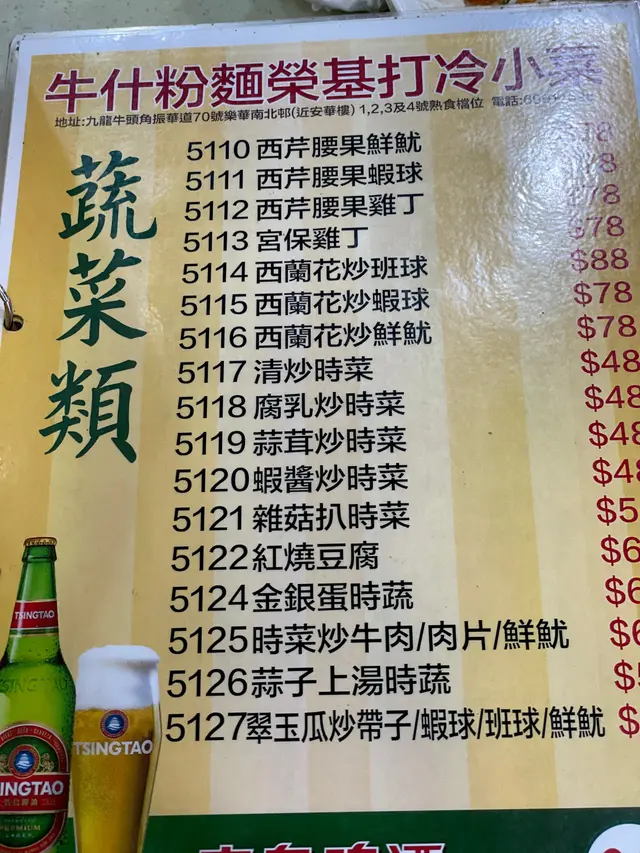 牛什粉麵榮基打冷小菜
地址:九龍牛頭角振華道70號樂華南北邨(近安華樓) 1,2,3及4號熟食檔位 電話:
蔬菜類
5110 西芹腰果鮮魷
5111 西芹腰果蝦球 78
5112 西芹腰果雞丁 78
5113 宮保雞丁 $78
5114 西蘭花炒班球 $88
5115 西蘭花炒蝦球 $78
5116 西蘭花炒鮮魷 $78
5117 清炒時菜 $48
5118 腐乳炒時菜 $48
5119 蒜茸炒時菜 $48
5120 蝦醬炒時菜 $48
5121 雜菇扒時菜 $5
5122 紅燒豆腐 $6
5124 金銀蛋時蔬 $6
5125 時菜炒牛肉/肉片/鮮魷 $6
5126 蒜子上湯時蔬 $5
5127 翠玉瓜炒帶子/蝦球/班球/鮮魷 $
TSINGTAO
TSINGTAO
TSINGTAO